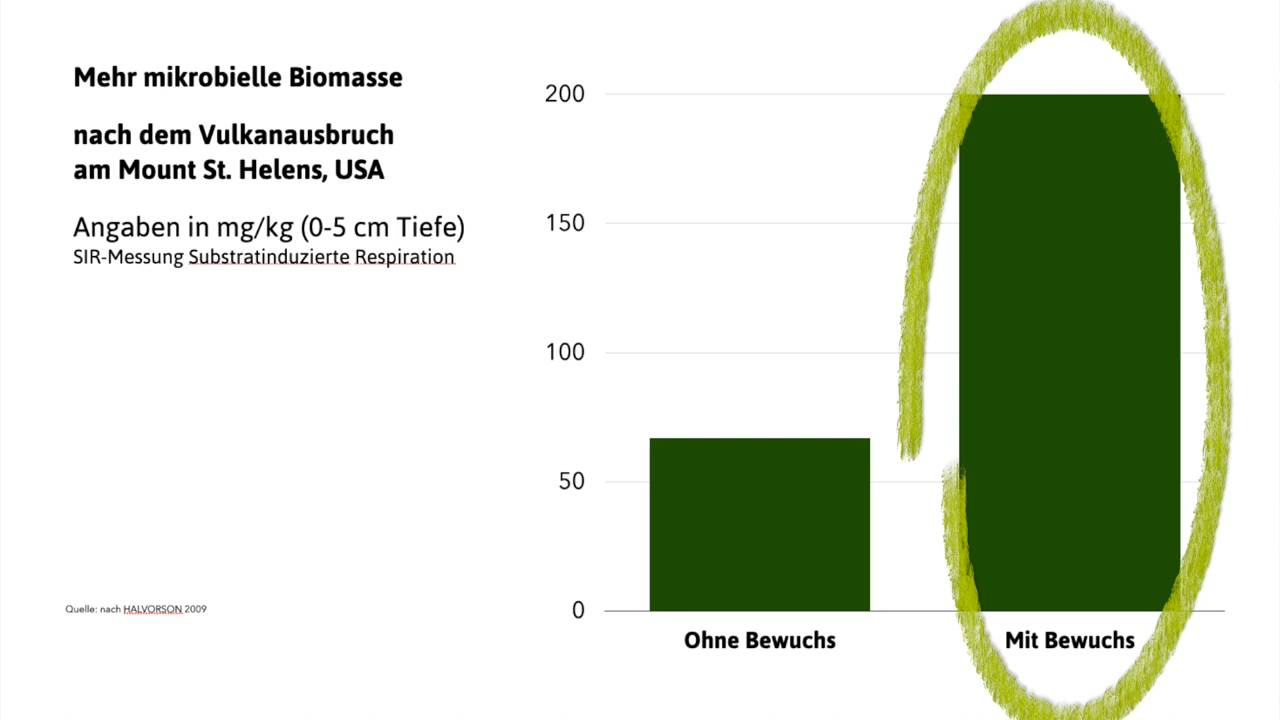 Mehr mikrobielle Biomasse
nach dem Vulkanausbruch
am Mount St. Helens, USA
Angaben in mg/kg (0-5 cm Tiefe)
SIR-Messung Substratinduzierte Respiration
200
150
100
50
0
Ohne Bewuchs
Mit Bewuchs
Quelle: nach HALVORSON 2009